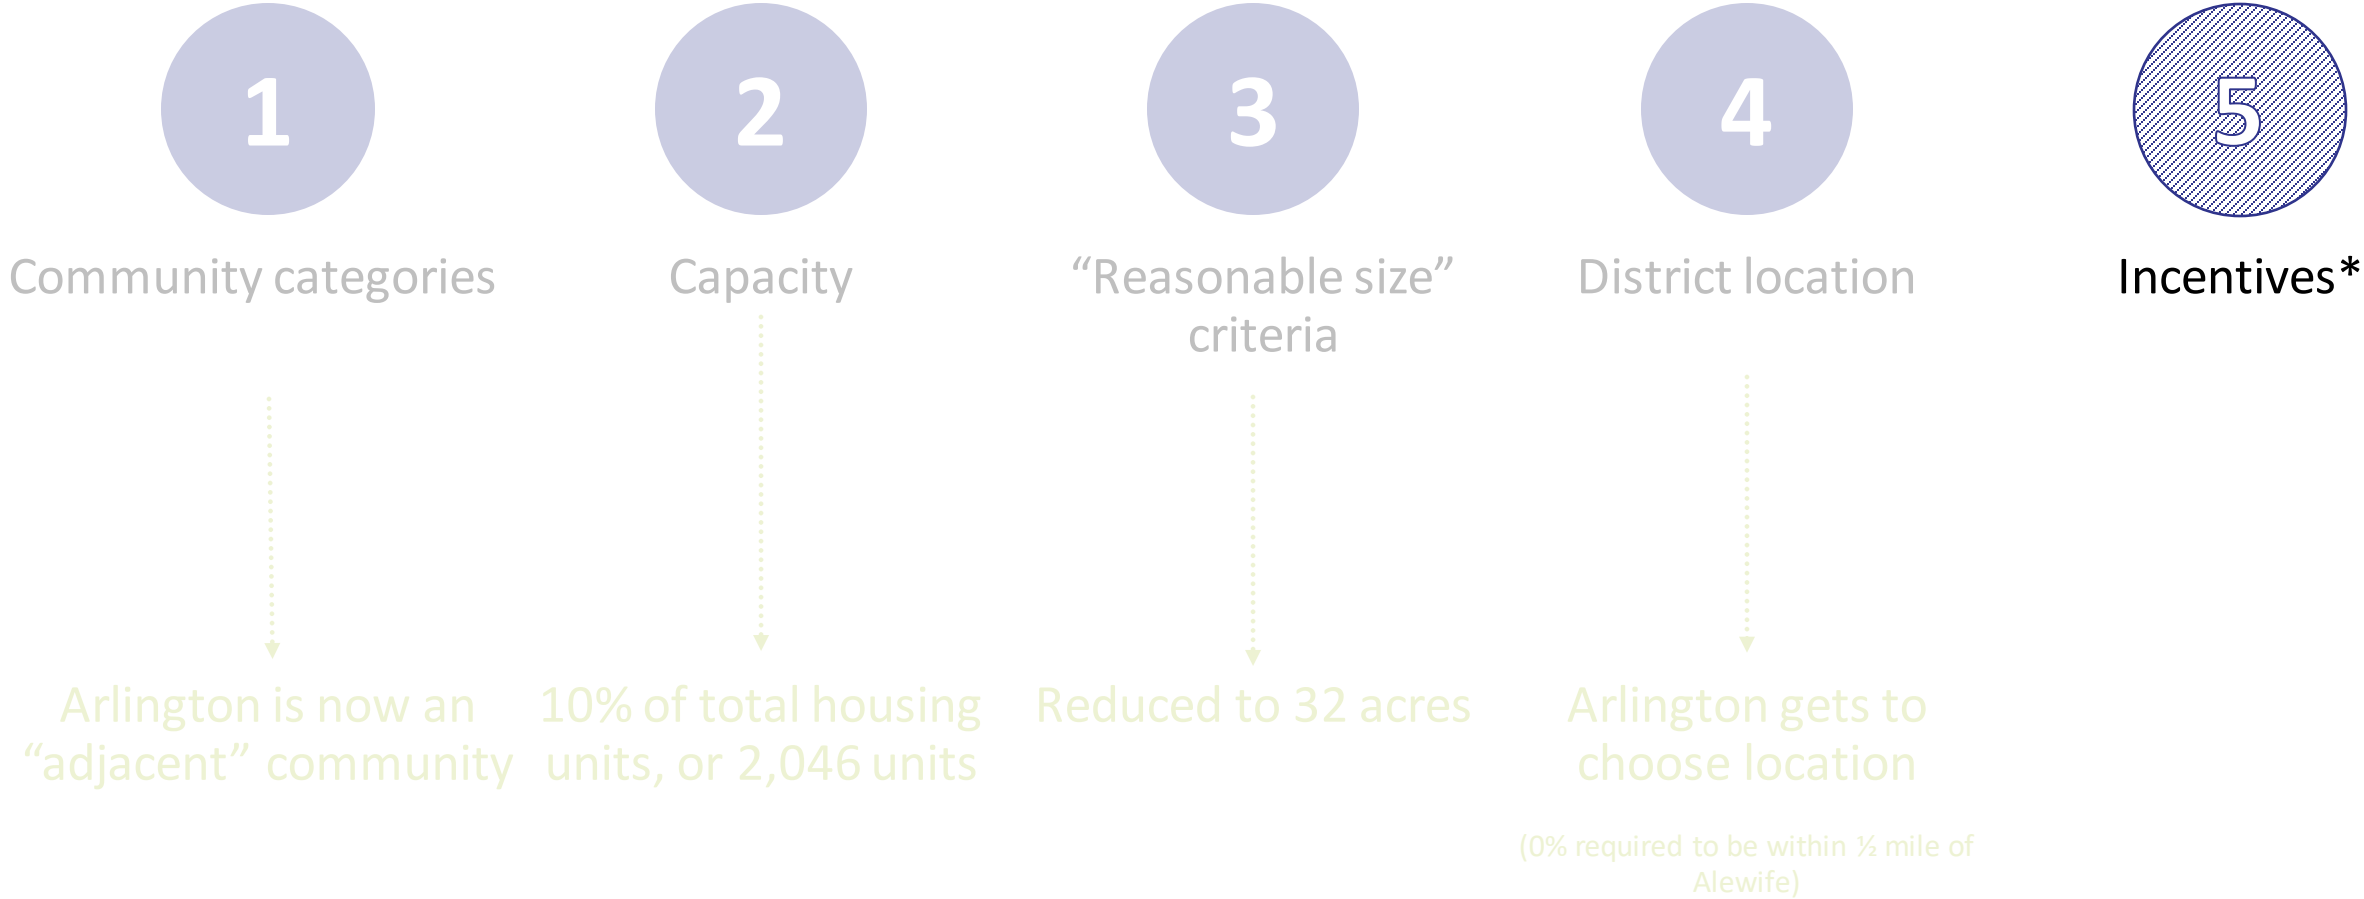 1
2
3
4
5
Community categories
Capacity
“Reasonable size”
criteria
District location
Incentives*
Arlington is now an
“adjacent” community
10% of total housing
units, or 2,046 units
Reduced to 32 acres
Arlington gets to
choose location
(0% required to be within ½ mile of
Alewife)